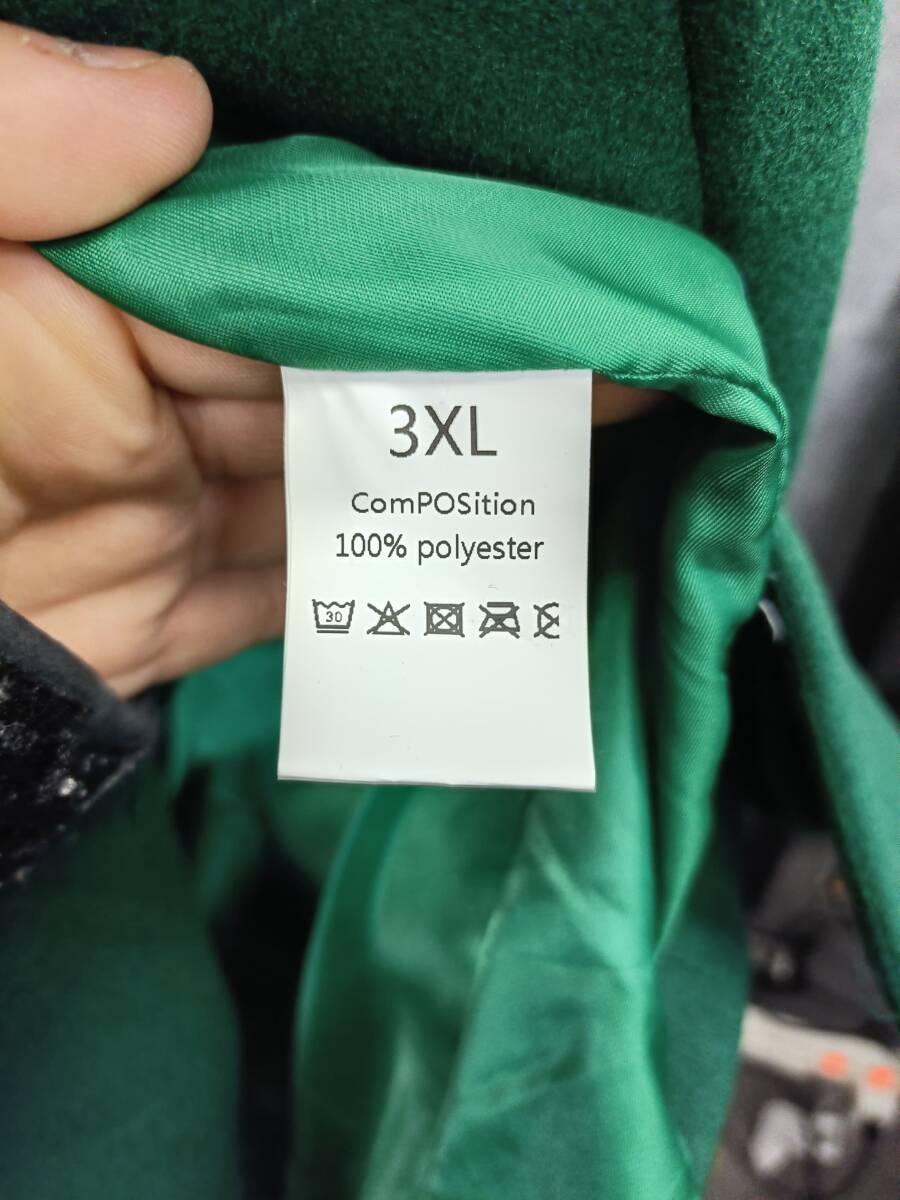 3XL
ComPOSition
100% polyester
30